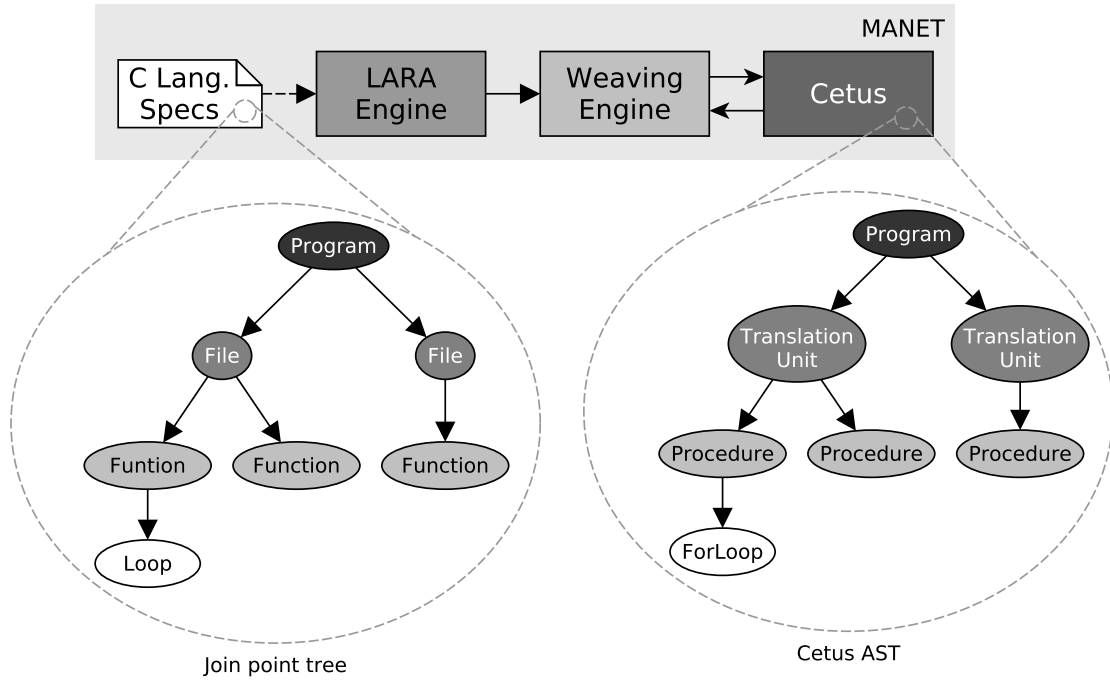 MANET
C Lang.
Specs
LARA
Engine
Weaving
Engine
Cetus
Program
File
File
Funtion
Function
Function
Loop
Join point tree
Program
Translation
Unit
Translation
Unit
Procedure
Procedure
Procedure
ForLoop
Cetus AST